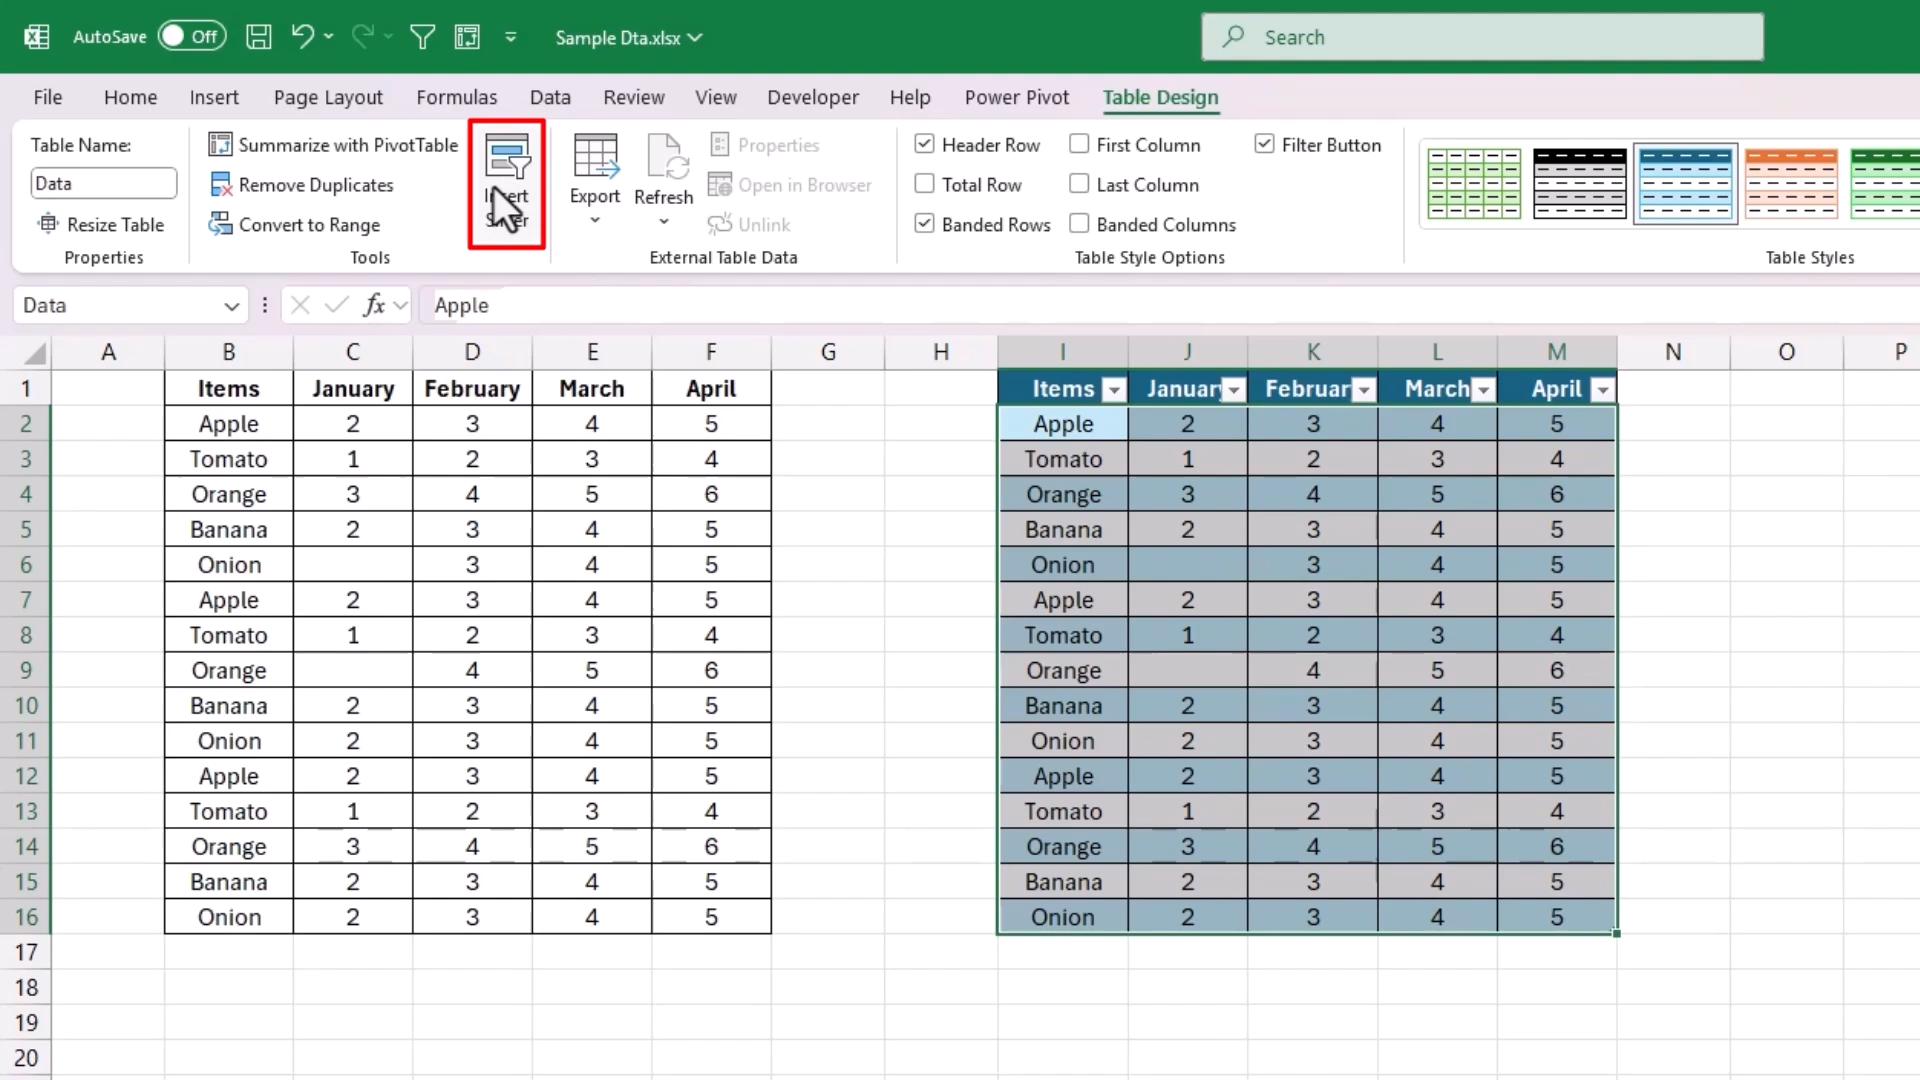 AutoSave Off Sample Dta.xlsx Search
File Home Insert Page Layout Formulas Data Review View Developer Help Power Pivot Table Design
Table Name:
Data
Resize Table
Properties
Summarize with PivotTable
Remove Duplicates
Convert to Range
Tools
Export
Refresh
Properties
Open in Browser
Unlink
External Table Data
Header Row First Column Filter Button
Total Row Last Column
Banded Rows Banded Columns
Table Style Options
Table Styles
Data fx Apple
A B C D E F G H I J K L M N O P
1 Items January February March April Items January Februar March April
2 Apple 2 3 4 5 Apple 2 3 4 5
3 Tomato 1 2 3 4 Tomato 1 2 3 4
4 Orange 3 4 5 6 Orange 3 4 5 6
5 Banana 2 3 4 5 Banana 2 3 4 5
6 Onion 3 4 5 Onion 3 4 5
7 Apple 2 3 4 5 Apple 2 3 4 5
8 Tomato 1 2 3 4 Tomato 1 2 3 4
9 Orange 4 5 6 Orange 4 5 6
10 Banana 2 3 4 5 Banana 2 3 4 5
11 Onion 2 3 4 5 Onion 2 3 4 5
12 Apple 2 3 4 5 Apple 2 3 4 5
13 Tomato 1 2 3 4 Tomato 1 2 3 4
14 Orange 3 4 5 6 Orange 3 4 5 6
15 Banana 2 3 4 5 Banana 2 3 4 5
16 Onion 2 3 4 5 Onion 2 3 4 5
17
18
19
20